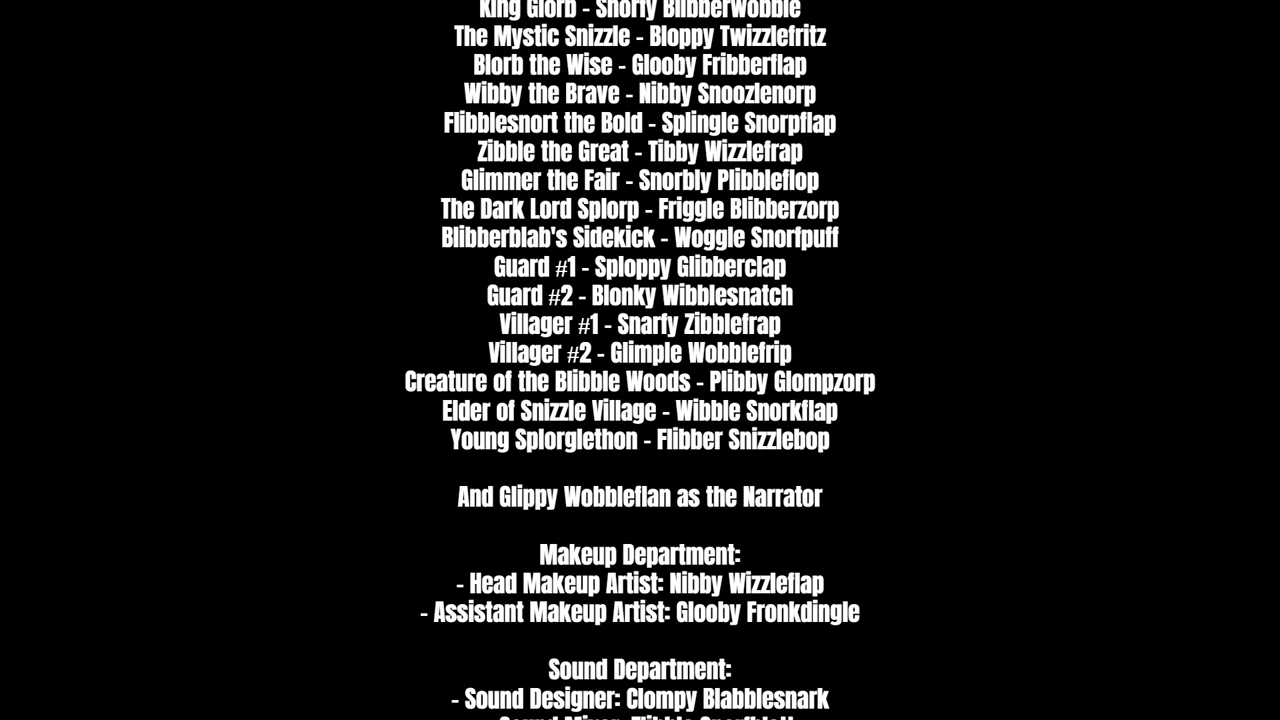 King Glorb - Snorfy Blibberwobble
The Mystic Snizzle - Bloppy Twizzlefritz
Blorb the Wise - Glooby Fribberflap
Wibby the Brave - Nibby Snoozlenorp
Flibblesnort the Bold - Splingle Snorpflap
Zibble the Great - Tibby Wizzlefrap
Glimmer the Fair - Snorbly Plibbleflop
The Dark Lord Splorp - Friggle Blibberzorp
Blibberblab's Sidekick - Woggle Snorfpuff
Guard #1 - Sploppy Glibberclap
Guard #2 - Blonky Wibblesnatch
Villager #1 - Snarfy Zibblefrap
Villager #2 - Glimple Wobblefrip
Creature of the Blibble Woods - Plibby Glompzorp
Elder of Snizzle Village - Wibble Snorkflap
Young Splorglethon - Flibber Snizzlebop
And Glippy Wobbleflan as the Narrator
Makeup Department:
- Head Makeup Artist: Nibby Wizzleflap
- Assistant Makeup Artist: Glooby Fronkdingle
Sound Department:
- Sound Designer: Clompy Blabblesnark
- Sound Mixer: Flibble